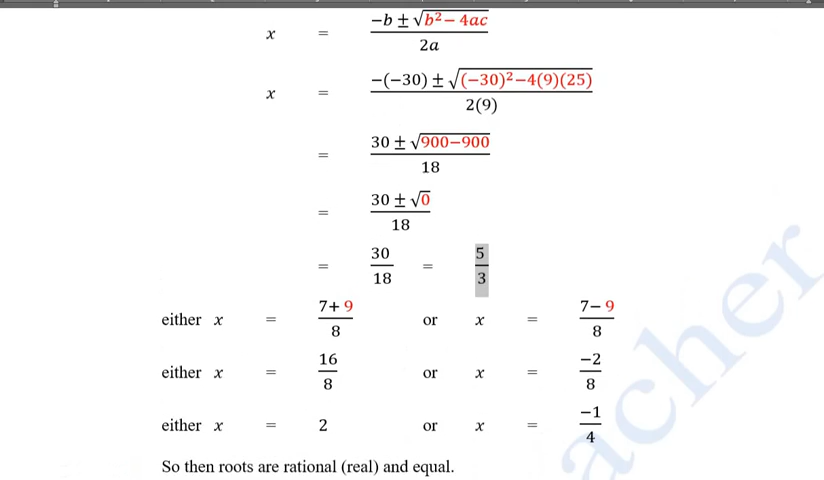 x = −b ± √b² − 4ac / 2a
x = −(−30) ± √(−30)²−4(9)(25) / 2(9)
= 30 ± √900−900 / 18
= 30 ± √0 / 18
= 30/18 = 5/3
either x = 7+ 9 / 8 or x = 7− 9 / 8
either x = 16/8 or x = −2/8
either x = 2 or x = −1/4
So then roots are rational (real) and equal.
acher